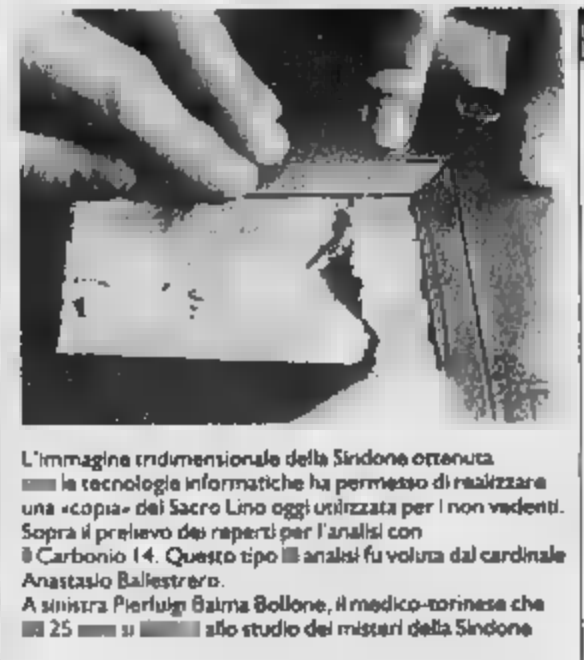 L'immagine tridimensionale della Sindone ottenuta
le tecnologie informatiche ha permesso di realizzare
una «copia» del Sacro Lino oggi utilizzata per i non vedenti.
Sopra il prelievo dei reperti per l'analisi con
Carbonio 14. Questo tipo analisi fu voluta dal cardinale
Anastasio Ballestrero.
A sinistra Pierluigi Baima Bollone, il medico-torinese che
25 si allo studio dei misteri della Sindone